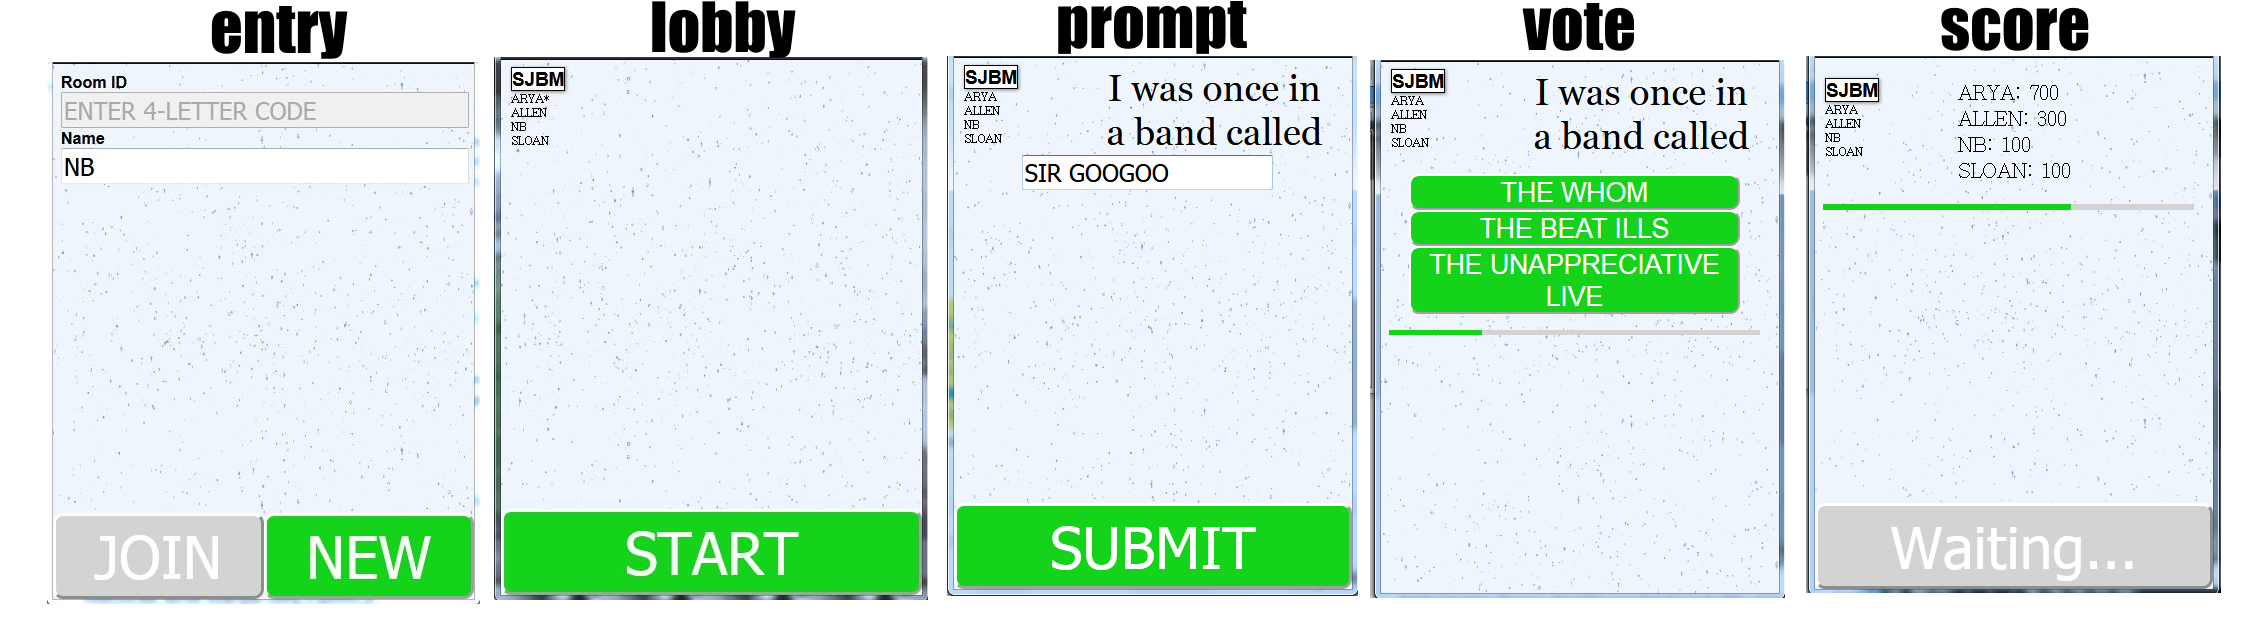 entry
Room ID
ENTER 4-LETTER CODE
Name
NB
JOIN
NEW
lobby
SJBM
ARYA*
ALLEN
NB
SLOAN
START
prompt
SJBM
ARYA
ALLEN
NB
SLOAN
I was once in
a band called
SIR GOOGOO
SUBMIT
vote
SJBM
ARYA
ALLEN
NB
SLOAN
I was once in
a band called
THE WHOM
THE BEAT ILLS
THE UNAPPRECIATIVE
LIVE
score
SJBM
ARYA
ALLEN
NB
SLOAN
ARYA: 700
ALLEN: 300
NB: 100
SLOAN: 100
Waiting...